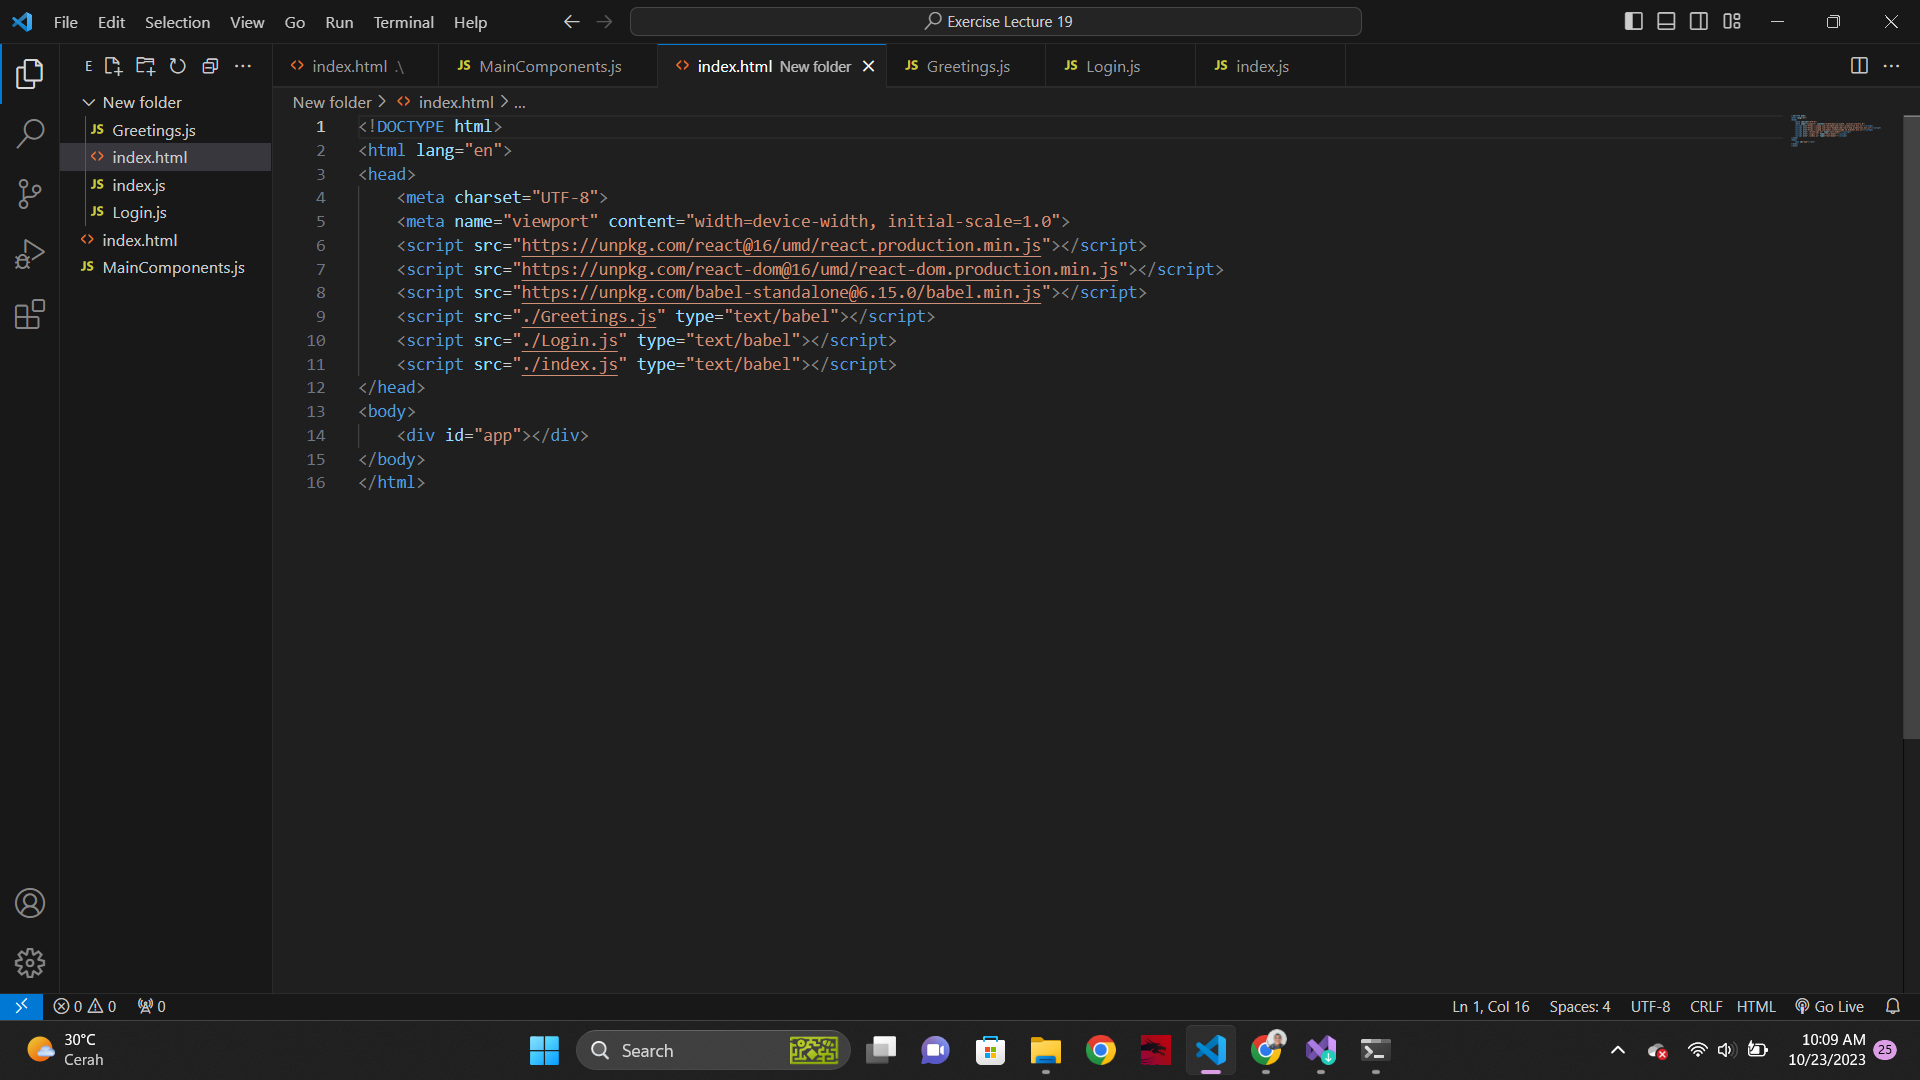 File Edit Selection View Go Run Terminal Help
Exercise Lecture 19
E
index.html .\
JS MainComponents.js
index.html New folder
JS Greetings.js
JS Login.js
JS index.js
New folder
JS Greetings.js
index.html
JS index.js
JS Login.js
index.html
JS MainComponents.js
New folder > index.html > ...
1 <!DOCTYPE html>
2 <html lang="en">
3 <head>
4 <meta charset="UTF-8">
5 <meta name="viewport" content="width=device-width, initial-scale=1.0">
6 <script src="https://unpkg.com/react@16/umd/react.production.min.js"></script>
7 <script src="https://unpkg.com/react-dom@16/umd/react-dom.production.min.js"></script>
8 <script src="https://unpkg.com/babel-standalone@6.15.0/babel.min.js"></script>
9 <script src="./Greetings.js" type="text/babel"></script>
10 <script src="./Login.js" type="text/babel"></script>
11 <script src="./index.js" type="text/babel"></script>
12 </head>
13 <body>
14 <div id="app"></div>
15 </body>
16 </html>
0 0 0
Ln 1, Col 16 Spaces: 4 UTF-8 CRLF HTML Go Live
30°C
Cerah
Search
10:09 AM
10/23/2023
25